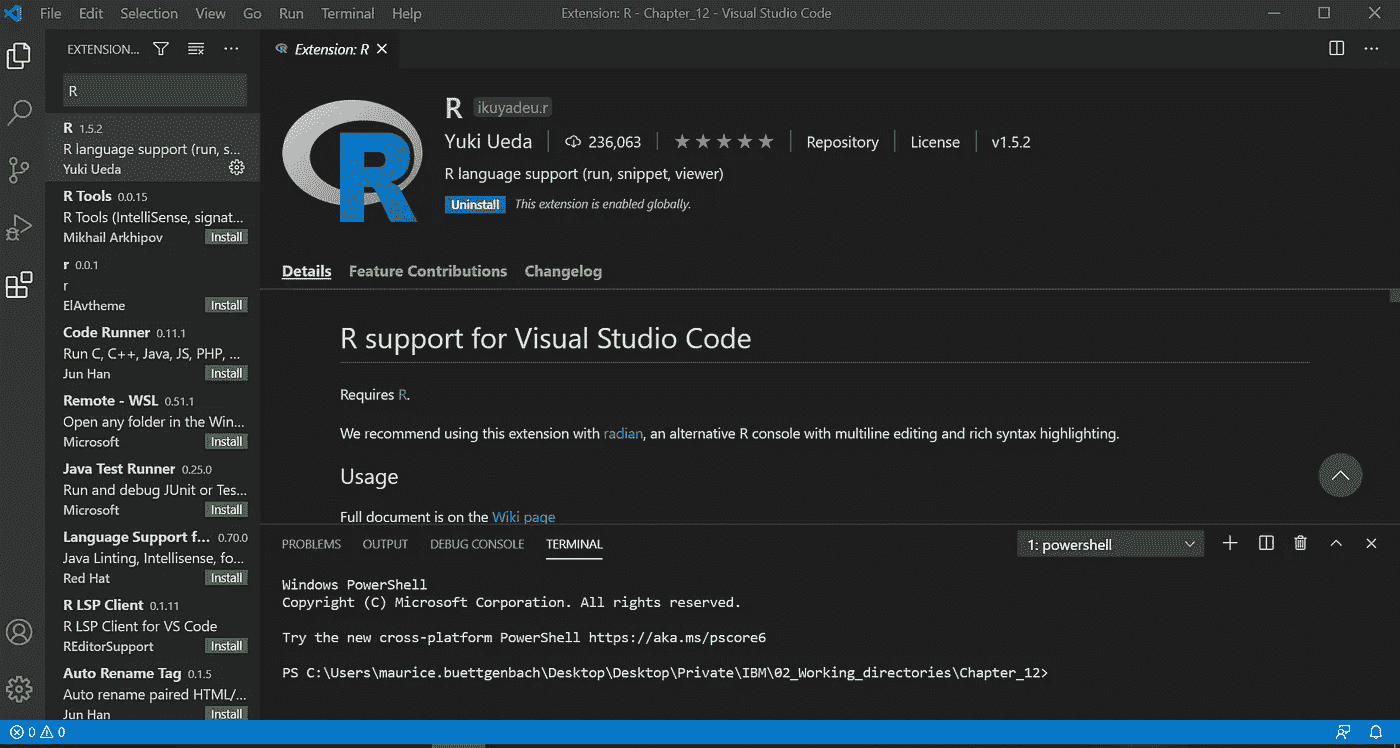 File Edit Selection View Go Run Terminal Help
Extension: R - Chapter_12 - Visual Studio Code
EXTENSION...
R
R 1.5.2
R language support (run, s...
Yuki Ueda
R Tools 0.0.15
R Tools (IntelliSense, signat...
Mikhail Arkhipov Install
r 0.0.1
r
ElAvtheme Install
Code Runner 0.11.1
Run C, C++, Java, JS, PHP, ...
Jun Han Install
Remote - WSL 0.51.1
Open any folder in the Win...
Microsoft Install
Java Test Runner 0.25.0
Run and debug JUnit or Tes...
Microsoft Install
Language Support f... 0.70.0
Java Linting, Intellisense, fo...
Red Hat Install
R LSP Client 0.1.11
R LSP Client for VS Code
REditorSupport Install
Auto Rename Tag 0.1.5
Auto rename paired HTML/...
Jun Han Install
Extension: R
R
R ikuyadeu.r
Yuki Ueda 236,063 Repository License v1.5.2
R language support (run, snippet, viewer)
Uninstall This extension is enabled globally.
Details Feature Contributions Changelog
R support for Visual Studio Code
Requires R.
We recommend using this extension with radian, an alternative R console with multiline editing and rich syntax highlighting.
Usage
Full document is on the Wiki page
PROBLEMS OUTPUT DEBUG CONSOLE TERMINAL 1: powershell
Windows PowerShell
Copyright (C) Microsoft Corporation. All rights reserved.
Try the new cross-platform PowerShell https://aka.ms/pscore6
PS C:\Users\maurice.buettgenbach\Desktop\Desktop\Private\IBM\02_Working_directories\Chapter_12>
0 0